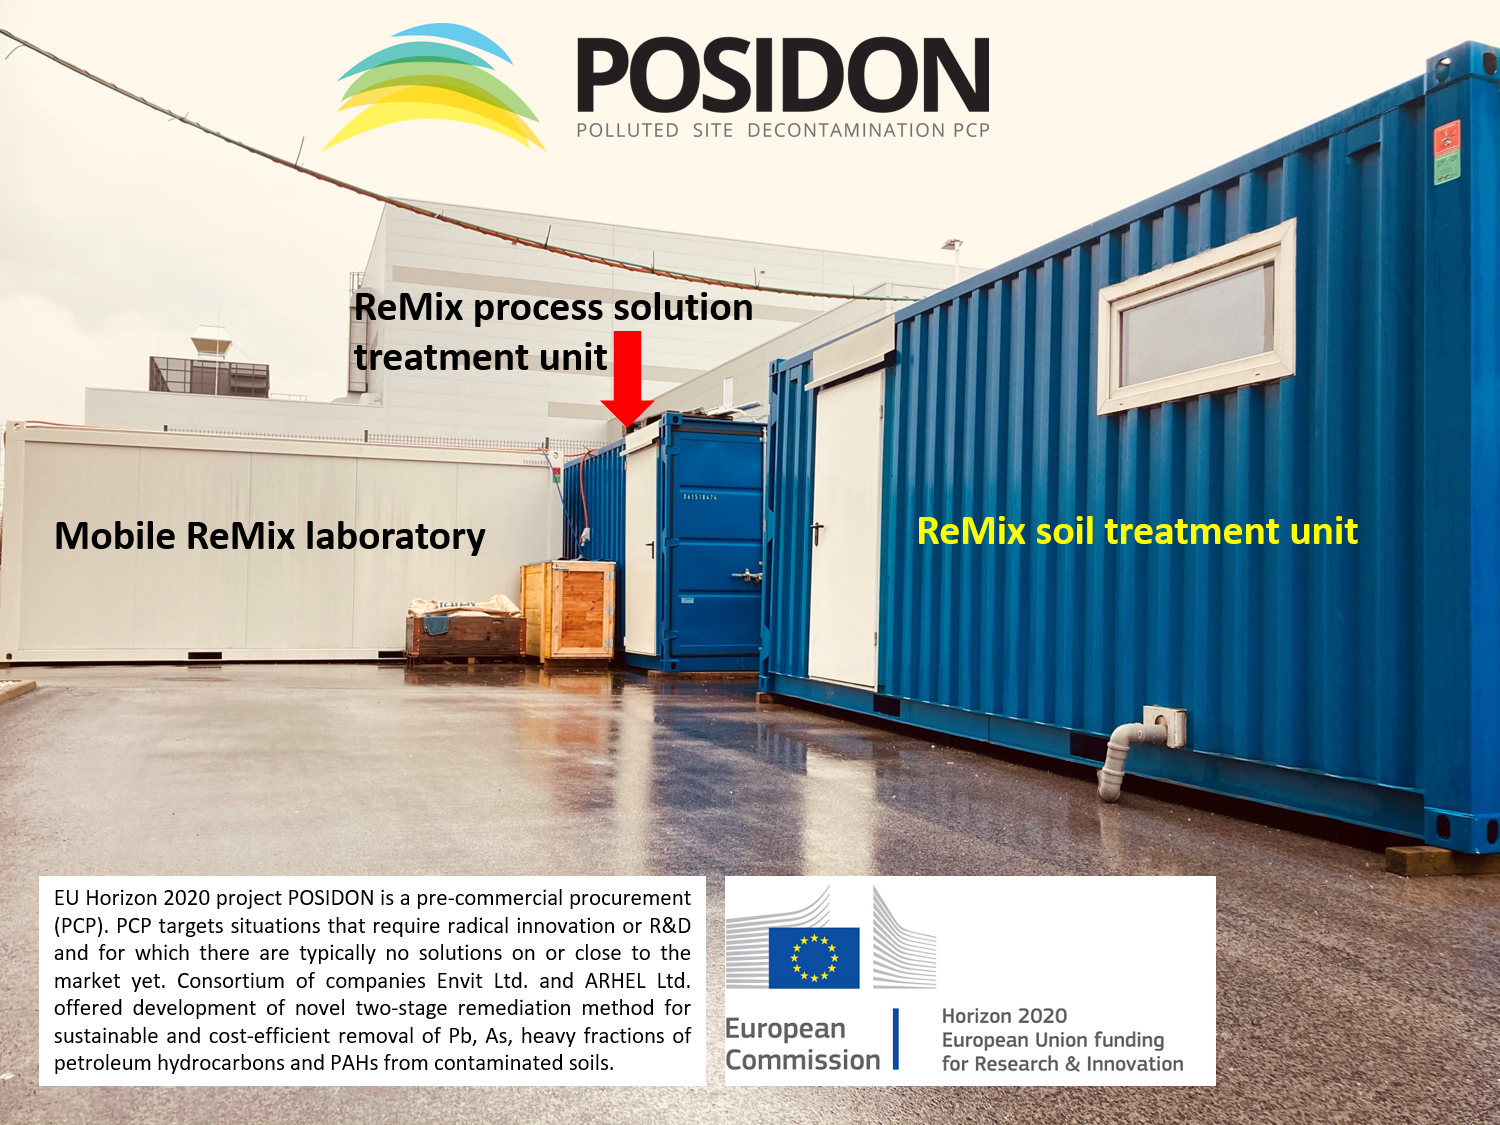 POSIDON
POLLUTED SITE DECONTAMINATION PCP
ReMix process solution
treatment unit
Mobile ReMix laboratory
ReMix soil treatment unit
EU Horizon 2020 project POSIDON is a pre-commercial procurement
(PCP). PCP targets situations that require radical innovation or R&D
and for which there are typically no solutions on or close to the
market yet. Consortium of companies Envit Ltd. and ARHEL Ltd.
offered development of novel two-stage remediation method for
sustainable and cost-efficient removal of Pb, As, heavy fractions of
petroleum hydrocarbons and PAHs from contaminated soils.
European
Commission
Horizon 2020
European Union funding
for Research & Innovation